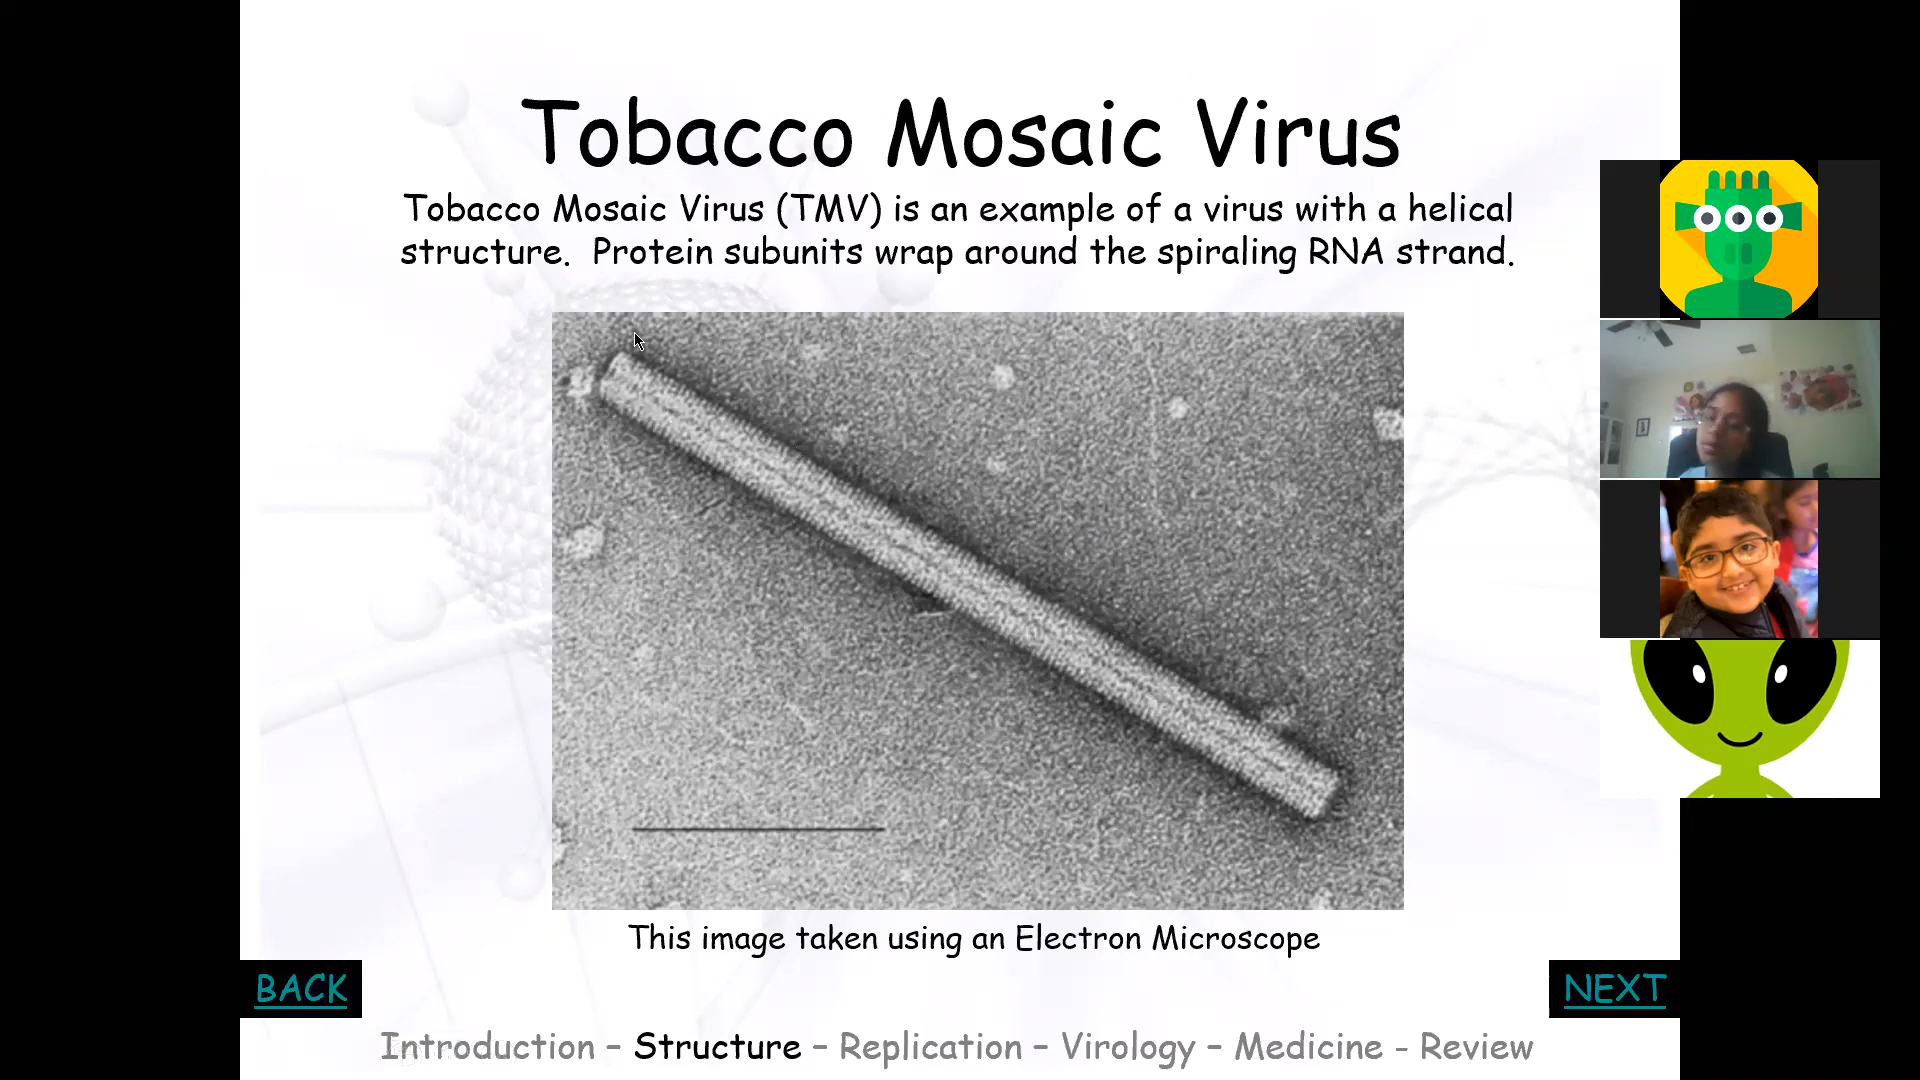 Tobacco Mosaic Virus
Tobacco Mosaic Virus (TMV) is an example of a virus with a helical
structure.  Protein subunits wrap around the spiraling RNA strand.
This image taken using an Electron Microscope
BACK
NEXT
Introduction – Structure – Replication – Virology – Medicine - Review